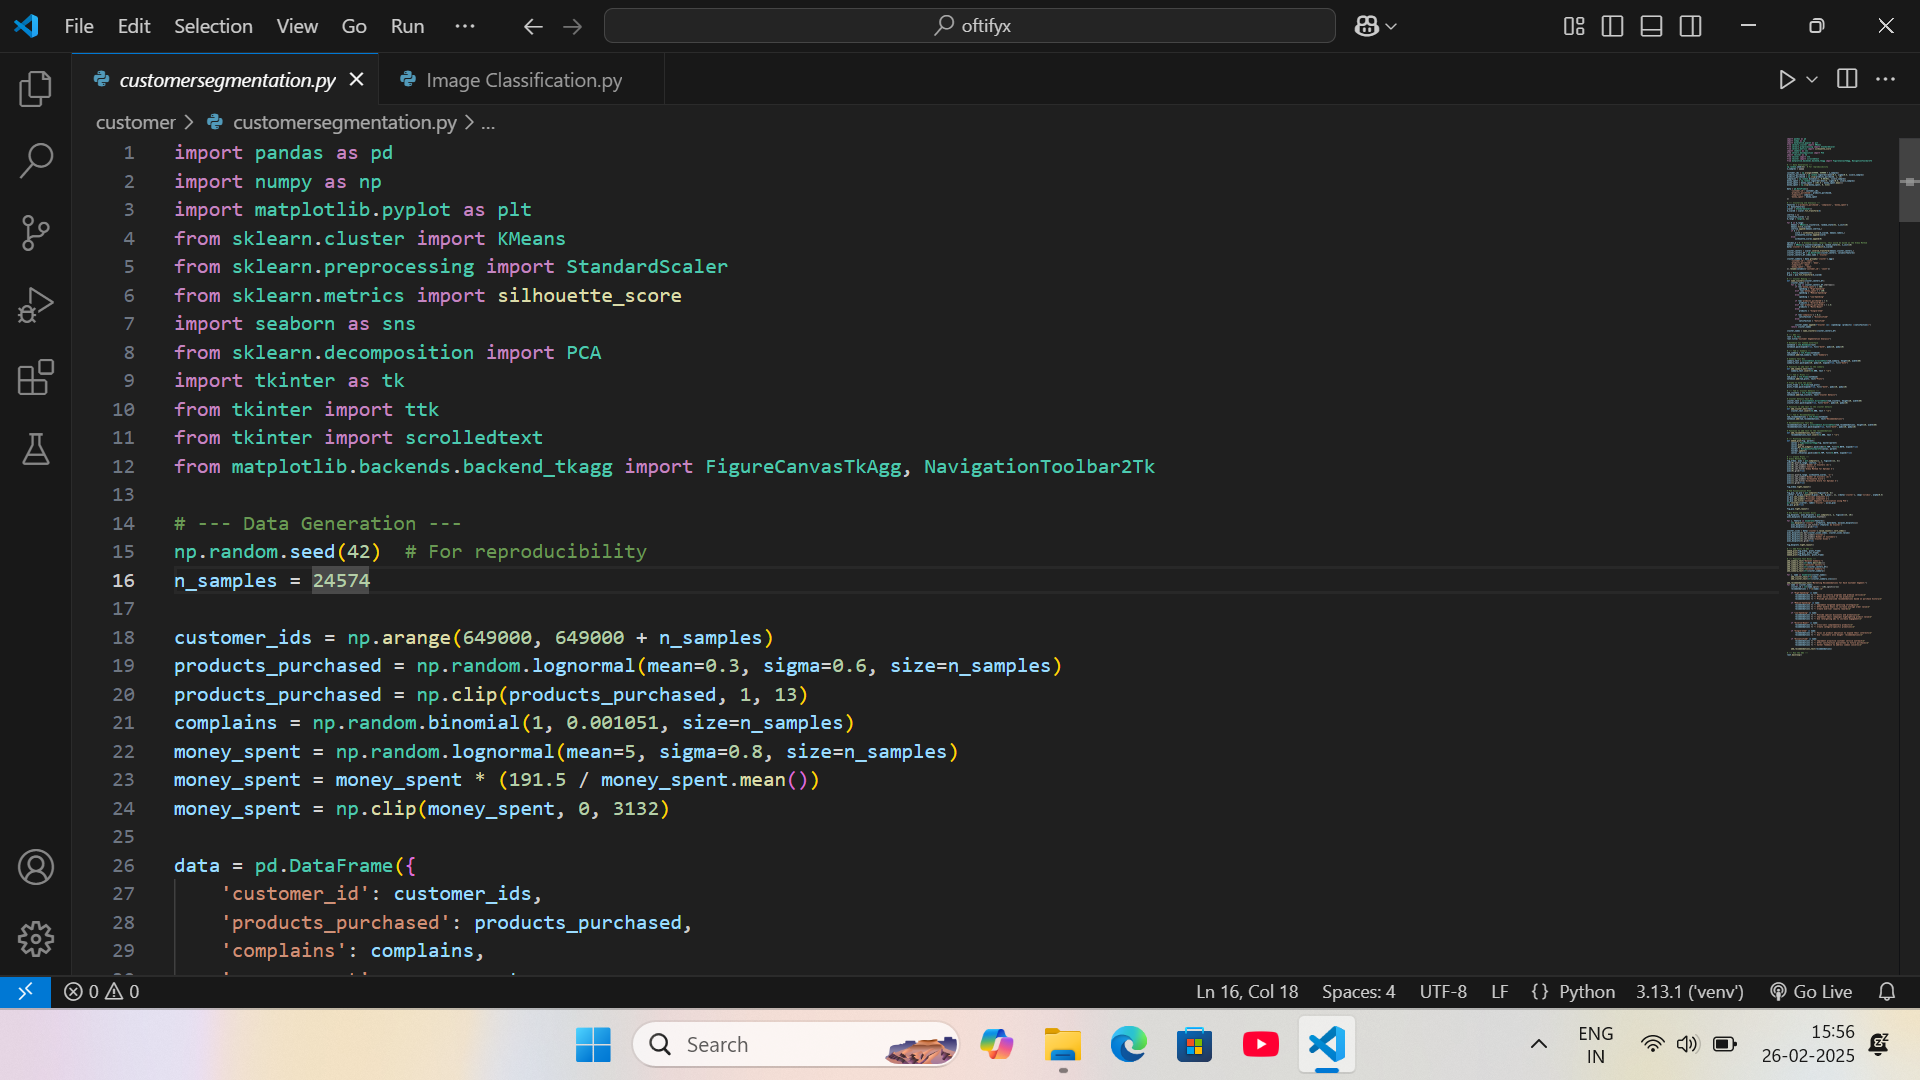 File Edit Selection View Go Run ··· oftifyx
customersegmentation.py Image Classification.py
customer > customersegmentation.py > ...
1 import pandas as pd
2 import numpy as np
3 import matplotlib.pyplot as plt
4 from sklearn.cluster import KMeans
5 from sklearn.preprocessing import StandardScaler
6 from sklearn.metrics import silhouette_score
7 import seaborn as sns
8 from sklearn.decomposition import PCA
9 import tkinter as tk
10 from tkinter import ttk
11 from tkinter import scrolledtext
12 from matplotlib.backends.backend_tkagg import FigureCanvasTkAgg, NavigationToolbar2Tk
13
14 # --- Data Generation ---
15 np.random.seed(42)  # For reproducibility
16 n_samples = 24574
17
18 customer_ids = np.arange(649000, 649000 + n_samples)
19 products_purchased = np.random.lognormal(mean=0.3, sigma=0.6, size=n_samples)
20 products_purchased = np.clip(products_purchased, 1, 13)
21 complains = np.random.binomial(1, 0.001051, size=n_samples)
22 money_spent = np.random.lognormal(mean=5, sigma=0.8, size=n_samples)
23 money_spent = money_spent * (191.5 / money_spent.mean())
24 money_spent = np.clip(money_spent, 0, 3132)
25
26 data = pd.DataFrame({
27     'customer_id': customer_ids,
28     'products_purchased': products_purchased,
29     'complains': complains,
0 0 Ln 16, Col 18 Spaces: 4 UTF-8 LF {} Python 3.13.1 ('venv') Go Live
Search ENG 15:56
IN 26-02-2025